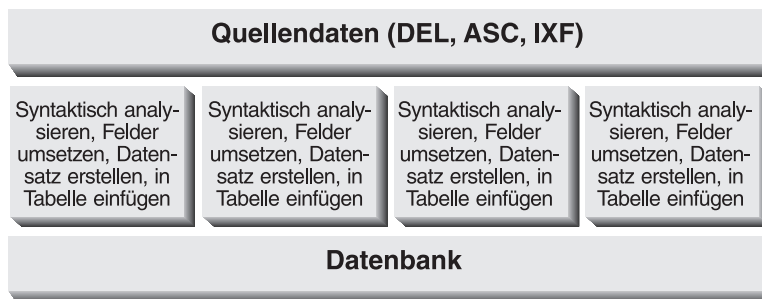 Quellendaten (DEL, ASC, IXF)
Syntaktisch analy-
sieren, Felder
umsetzen, Daten-
satz erstellen, in
Tabelle einfügen
Syntaktisch analy-
sieren, Felder
umsetzen, Daten-
satz erstellen, in
Tabelle einfügen
Syntaktisch analy-
sieren, Felder
umsetzen, Daten-
satz erstellen, in
Tabelle einfügen
Syntaktisch analy-
sieren, Felder
umsetzen, Daten-
satz erstellen, in
Tabelle einfügen
Datenbank